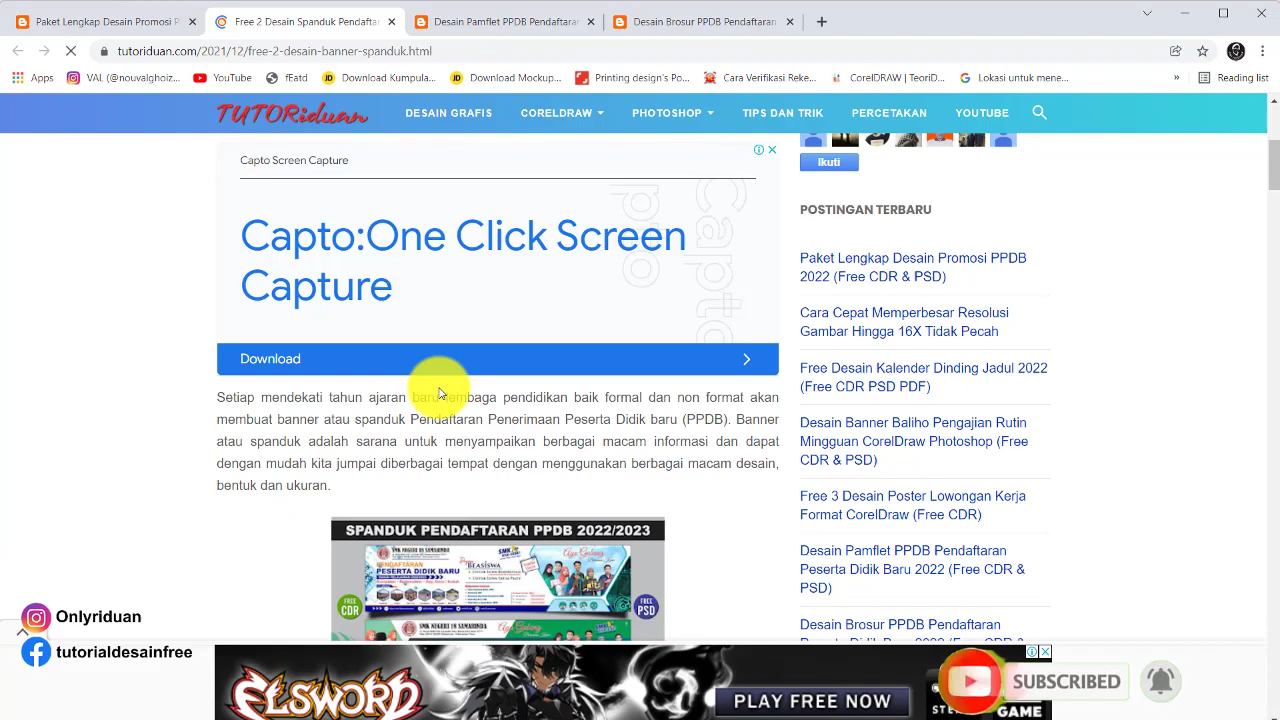 Paket Desain Promosi PPDB
Free 2 Desain Banner Spanduk
Desain Pamflet PPDB Pendaftaran
Desain Brosur PPDB Pendaftaran
tutoriduan.com/2021/12/free-2-desain-banner-spanduk.html
Apps
VAL (@nouvalghoiz...
YouTube
fEatd
Download Kumpula...
Download Mockup...
Printing design's Po...
Cara Verifikasi Reke...
CorelDRAW | TeoriD...
Lokasi untuk mene...
»
Reading list
TUTORiduan
DESAIN GRAFIS
CORELDRAW
PHOTOSHOP
TIPS DAN TRIK
PERCETAKAN
YOUTUBE
Capto Screen Capture
Capto:One Click Screen
Capture
Download
Setiap mendekati tahun ajaran baru lembaga pendidikan baik formal dan non format akan
membuat banner atau spanduk Pendaftaran Penerimaan Peserta Didik baru (PPDB). Banner
atau spanduk adalah sarana untuk menyampaikan berbagai macam informasi dan dapat
dengan mudah kita jumpai diberbagai tempat dengan menggunakan berbagai macam desain,
bentuk dan ukuran.
SPANDUK PENDAFTARAN PPDB 2022/2023
SMK NEGERI 18 SAMARINDA
PENDAFTARAN
PESERTA DIDIK BARU
BEASISWA
FREE
CDR
FREE
PSD
Ikuti
POSTINGAN TERBARU
Paket Lengkap Desain Promosi PPDB
2022 (Free CDR & PSD)
Cara Cepat Memperbesar Resolusi
Gambar Hingga 16X Tidak Pecah
Free Desain Kalender Dinding Jadul 2022
(Free CDR PSD PDF)
Desain Banner Baliho Pengajian Rutin
Mingguan CorelDraw Photoshop (Free
CDR & PSD)
Free 3 Desain Poster Lowongan Kerja
Format CorelDraw (Free CDR)
PPDB Pendaftaran
(Free CDR &
PSD)
Desain PPDB Pendaftaran
Onlyriduan
tutorialdesainfree
ELSWORD
PLAY FREE NOW
GAME
SUBSCRIBED